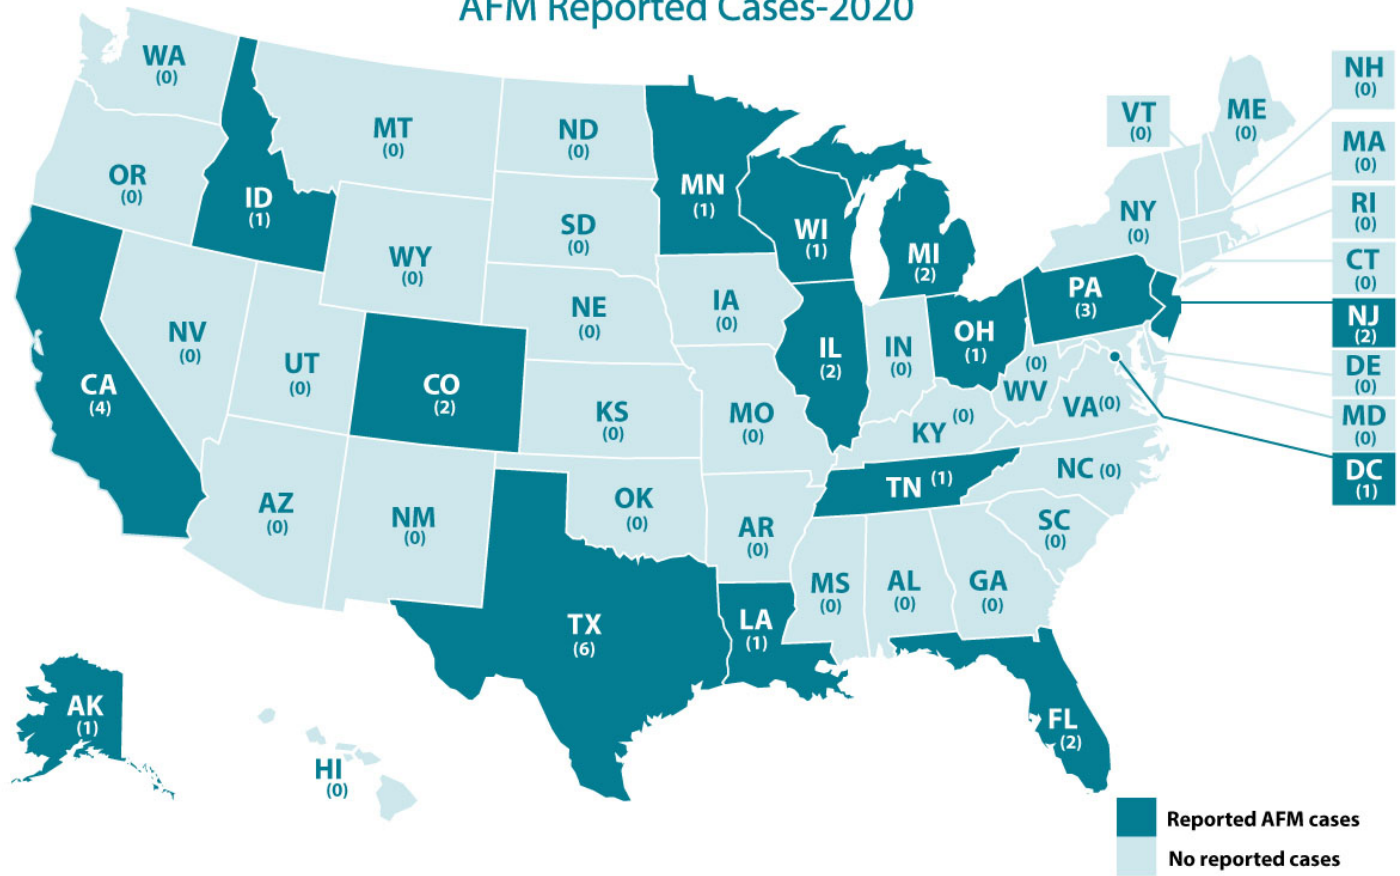 AFM Reported Cases-2020
WA
(0)
OR
(0)
ID
(1)
MT
(0)
ND
(0)
MN
(1)
WI
(1)
MI
(2)
VT
(0)
ME
(0)
NH
(0)
MA
(0)
RI
(0)
CT
(0)
NJ
(2)
DE
(0)
MD
(0)
DC
(1)
NY
(0)
PA
(3)
SD
(0)
WY
(0)
NE
(0)
IA
(0)
IL
(2)
IN
(0)
OH
(1)
(0)
WV
VA(0)
CA
(4)
NV
(0)
UT
(0)
CO
(2)
KS
(0)
MO
(0)
KY (0)
TN (1)
NC (0)
AZ
(0)
NM
(0)
OK
(0)
AR
(0)
SC
(0)
MS
(0)
AL
(0)
GA
(0)
TX
(6)
LA
(1)
FL
(2)
AK
(1)
HI
(0)
Reported AFM cases
No reported cases